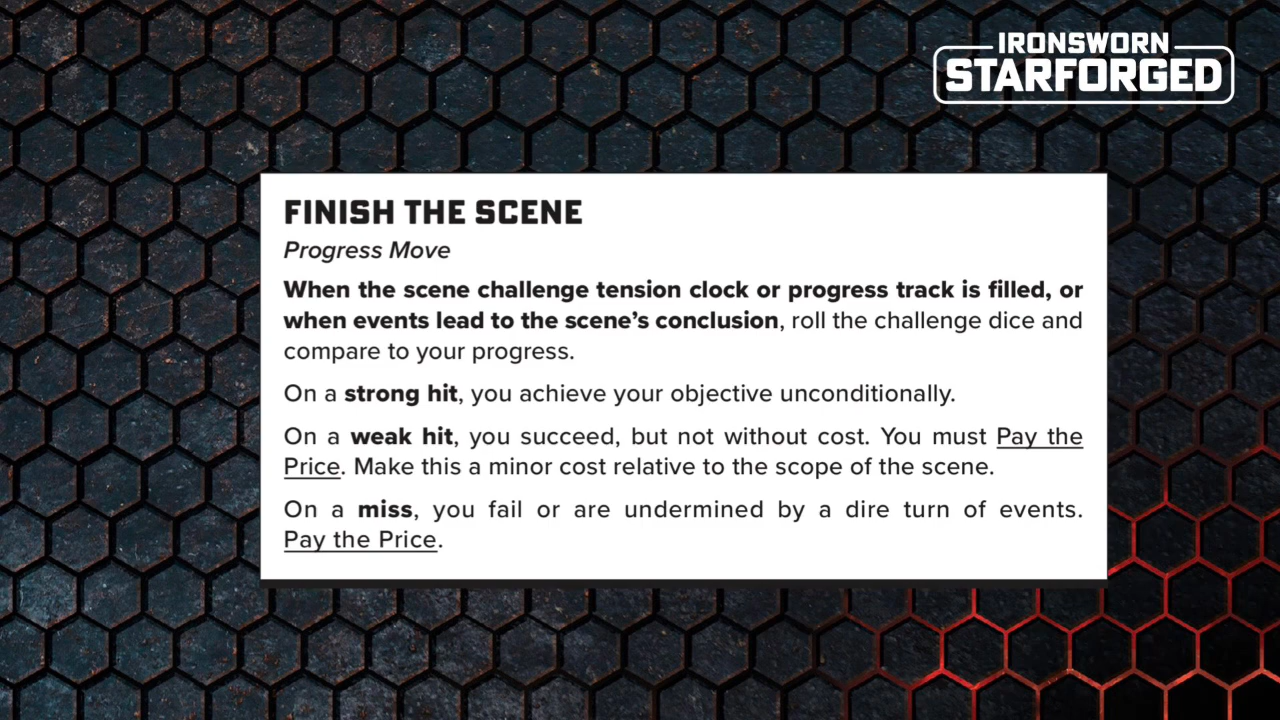 IRONSWORN
STARFORGED
FINISH THE SCENE
Progress Move
When the scene challenge tension clock or progress track is filled, or
when events lead to the scene’s conclusion, roll the challenge dice and
compare to your progress.
On a strong hit, you achieve your objective unconditionally.
On a weak hit, you succeed, but not without cost. You must Pay the
Price. Make this a minor cost relative to the scope of the scene.
On a miss, you fail or are undermined by a dire turn of events.
Pay the Price.